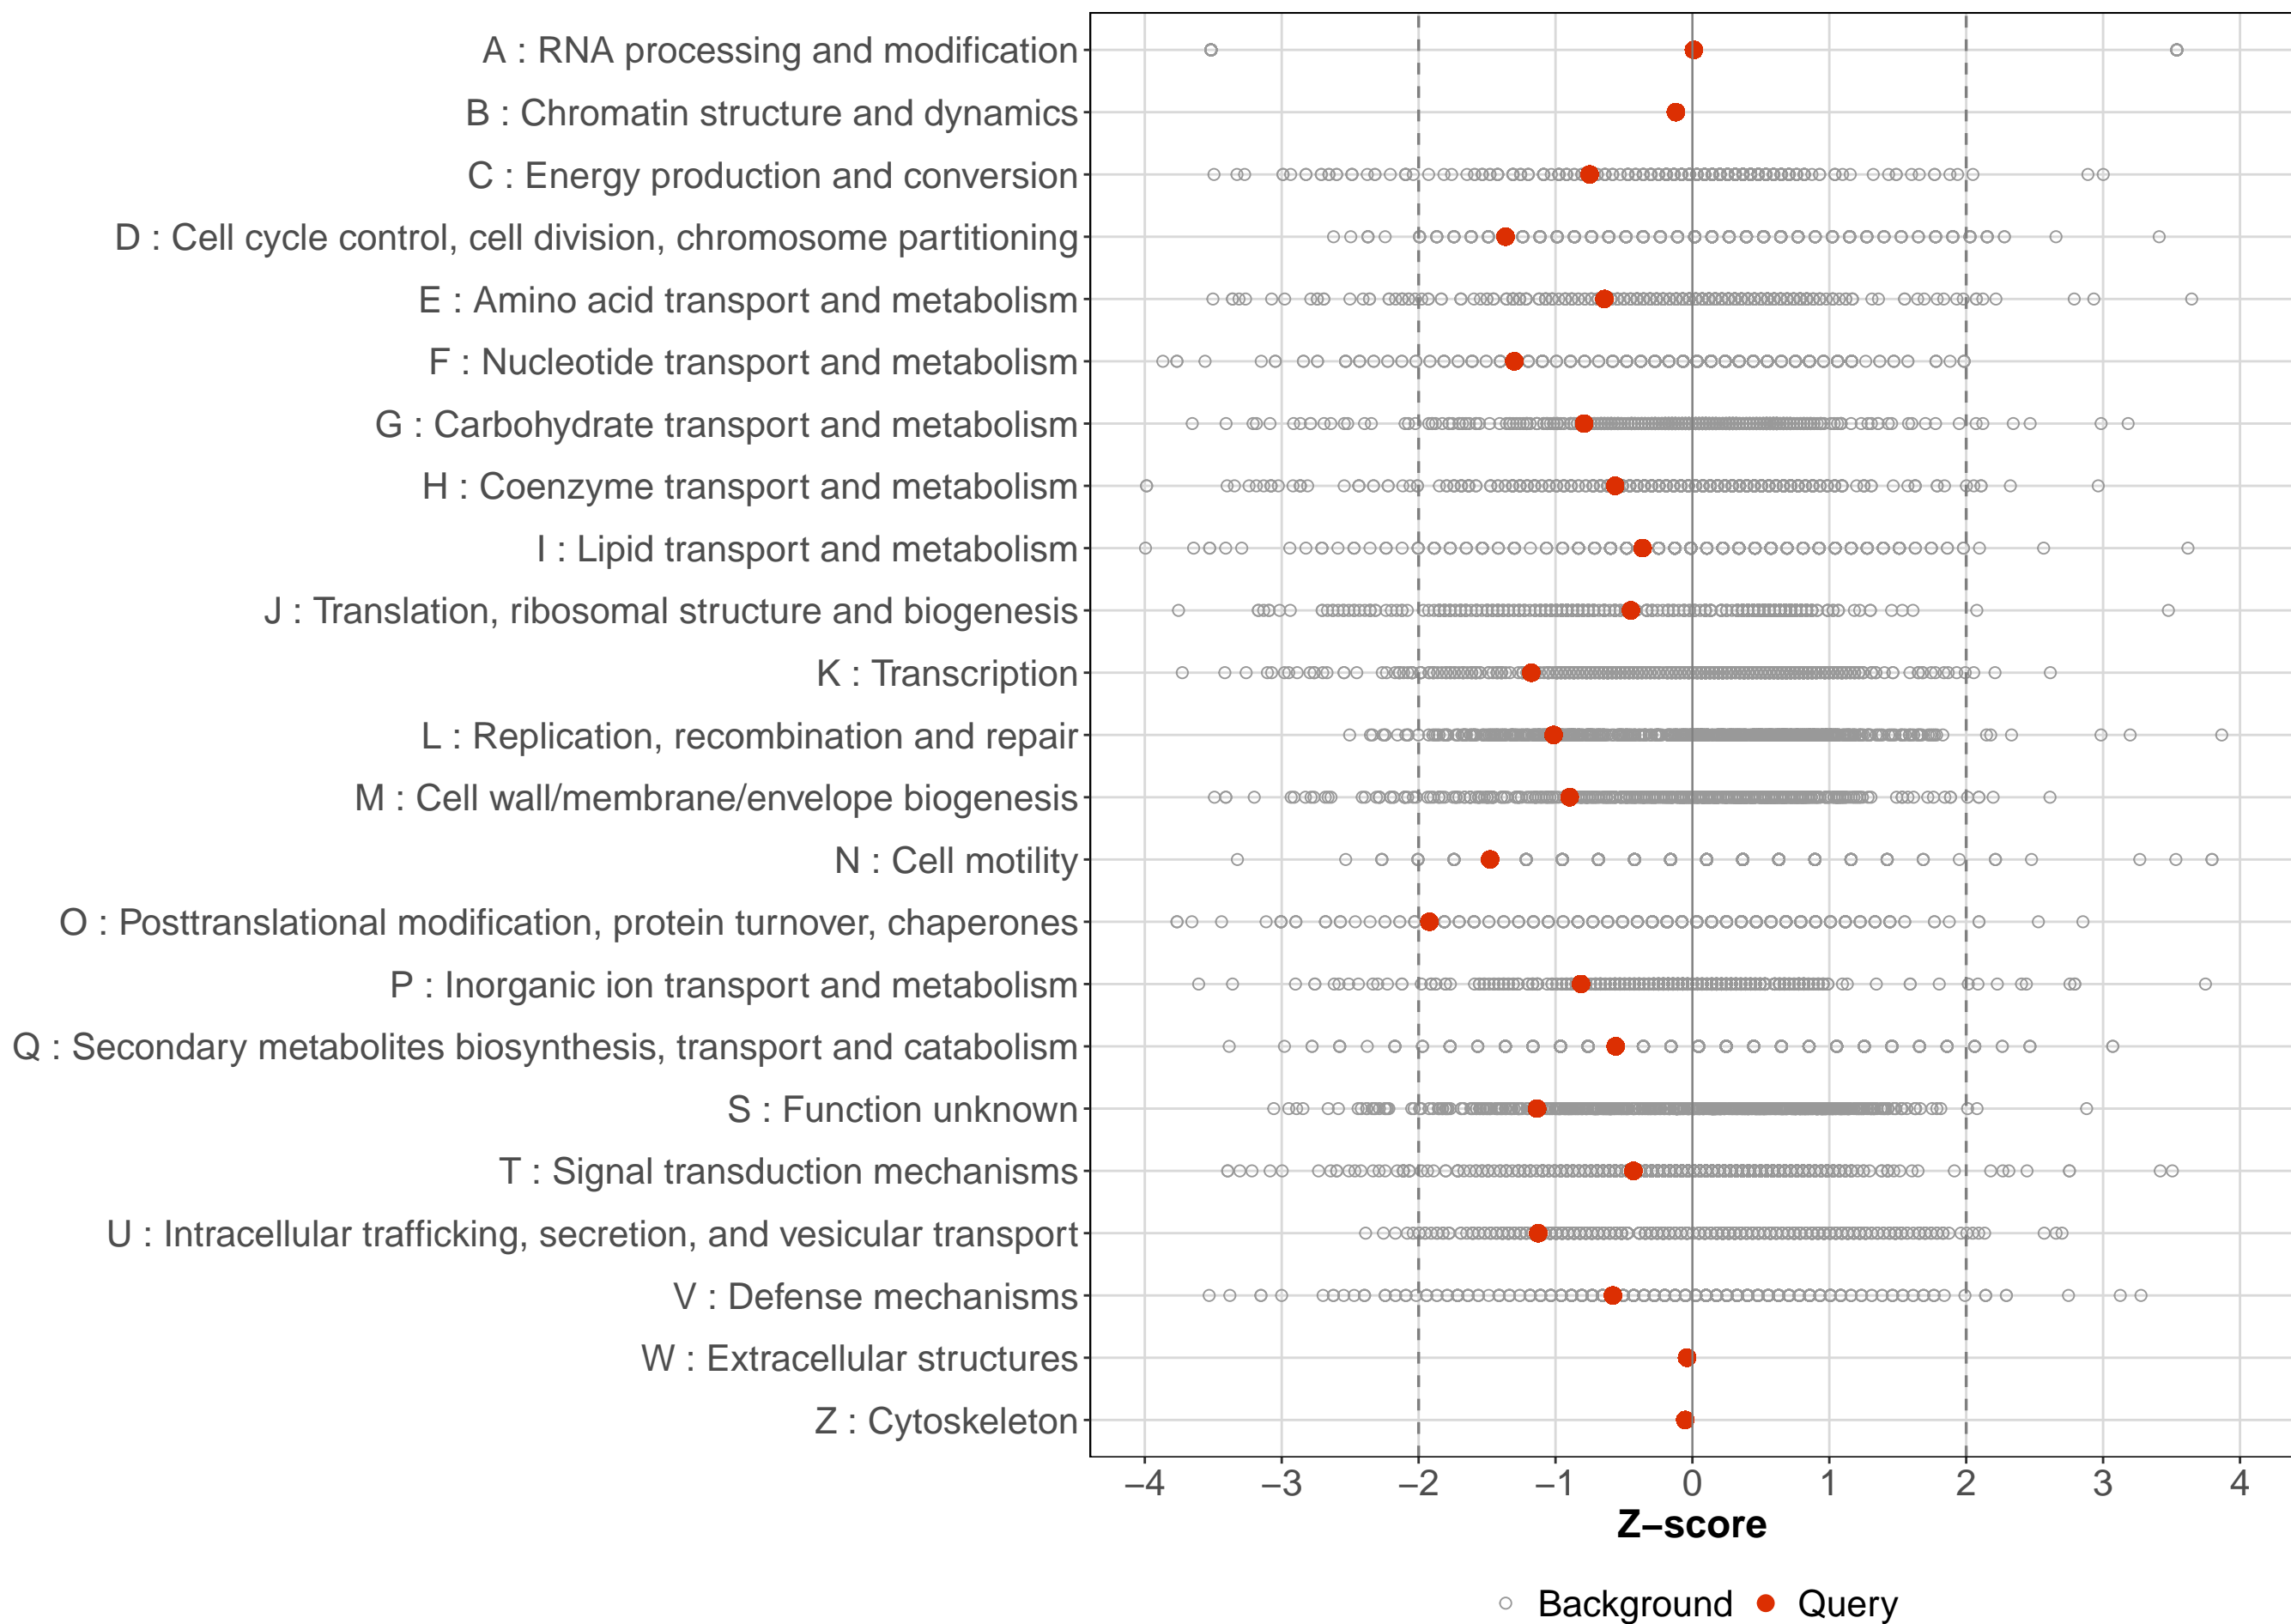 A : RNA processing and modification
B : Chromatin structure and dynamics
C : Energy production and conversion
D : Cell cycle control, cell division, chromosome partitioning
E : Amino acid transport and metabolism
F : Nucleotide transport and metabolism
G : Carbohydrate transport and metabolism
H : Coenzyme transport and metabolism
I : Lipid transport and metabolism
J : Translation, ribosomal structure and biogenesis
K : Transcription
L : Replication, recombination and repair
M : Cell wall/membrane/envelope biogenesis
N : Cell motility
O : Posttranslational modification, protein turnover, chaperones
P : Inorganic ion transport and metabolism
Q : Secondary metabolites biosynthesis, transport and catabolism
S : Function unknown
T : Signal transduction mechanisms
U : Intracellular trafficking, secretion, and vesicular transport
V : Defense mechanisms
W : Extracellular structures
Z : Cytoskeleton
−4 −3 −2 −1 0 1 2 3 4
Z−score
Background Query